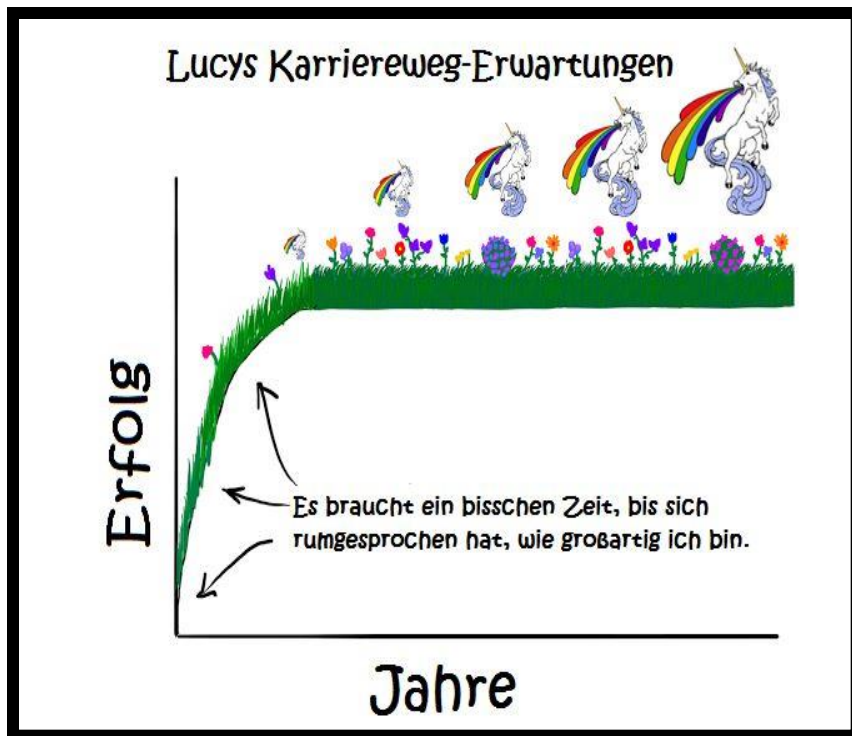 Lucys Karriereweg-Erwartungen
Erfolg
Es braucht ein bisschen Zeit, bis sich
rumgesprochen hat, wie großartig ich bin.
Jahre